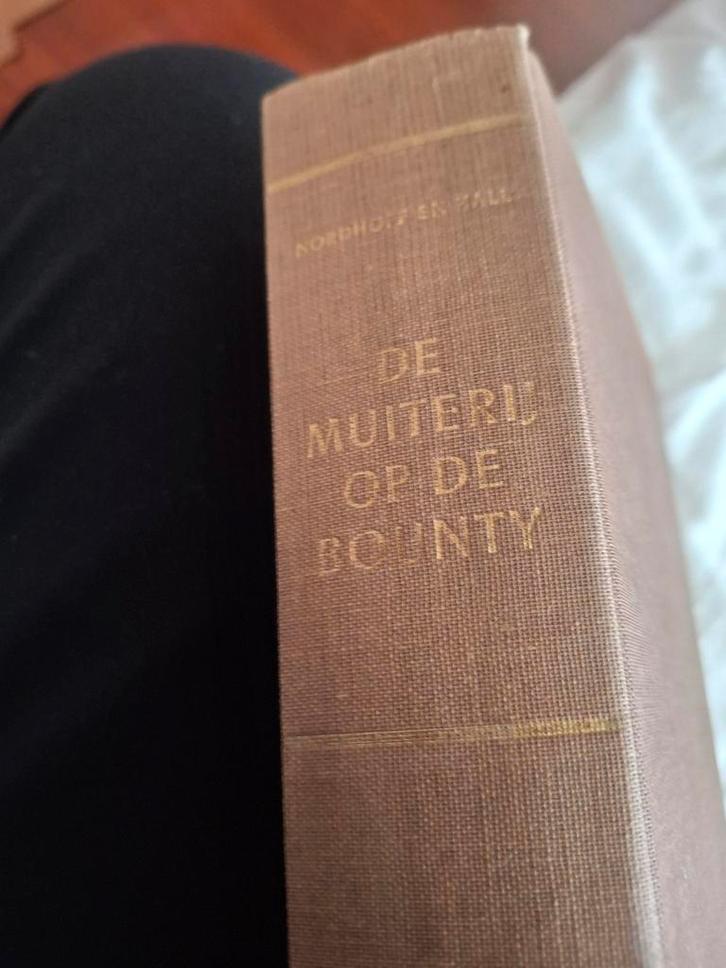 NORDHOFF EN HALL
DE
MUITERIJ
OP DE
BOUNTY